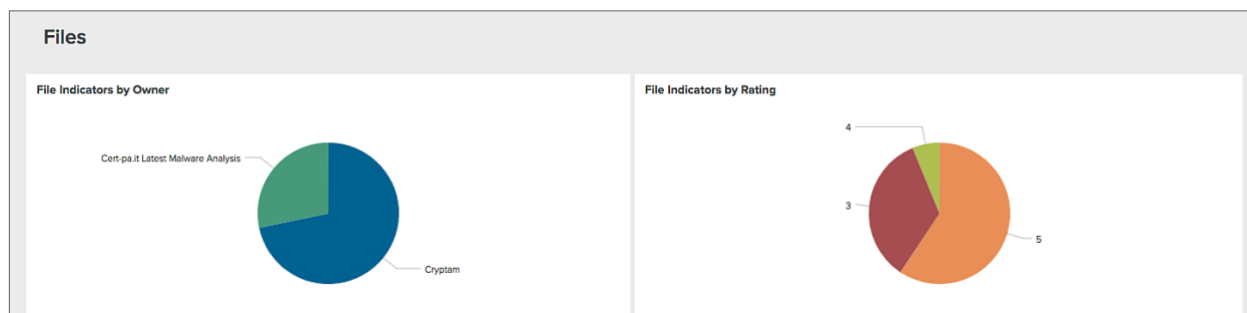 Files
File Indicators by Owner
Cert-pa.it Latest Malware Analysis
Cryptam
File Indicators by Rating
4
3
5